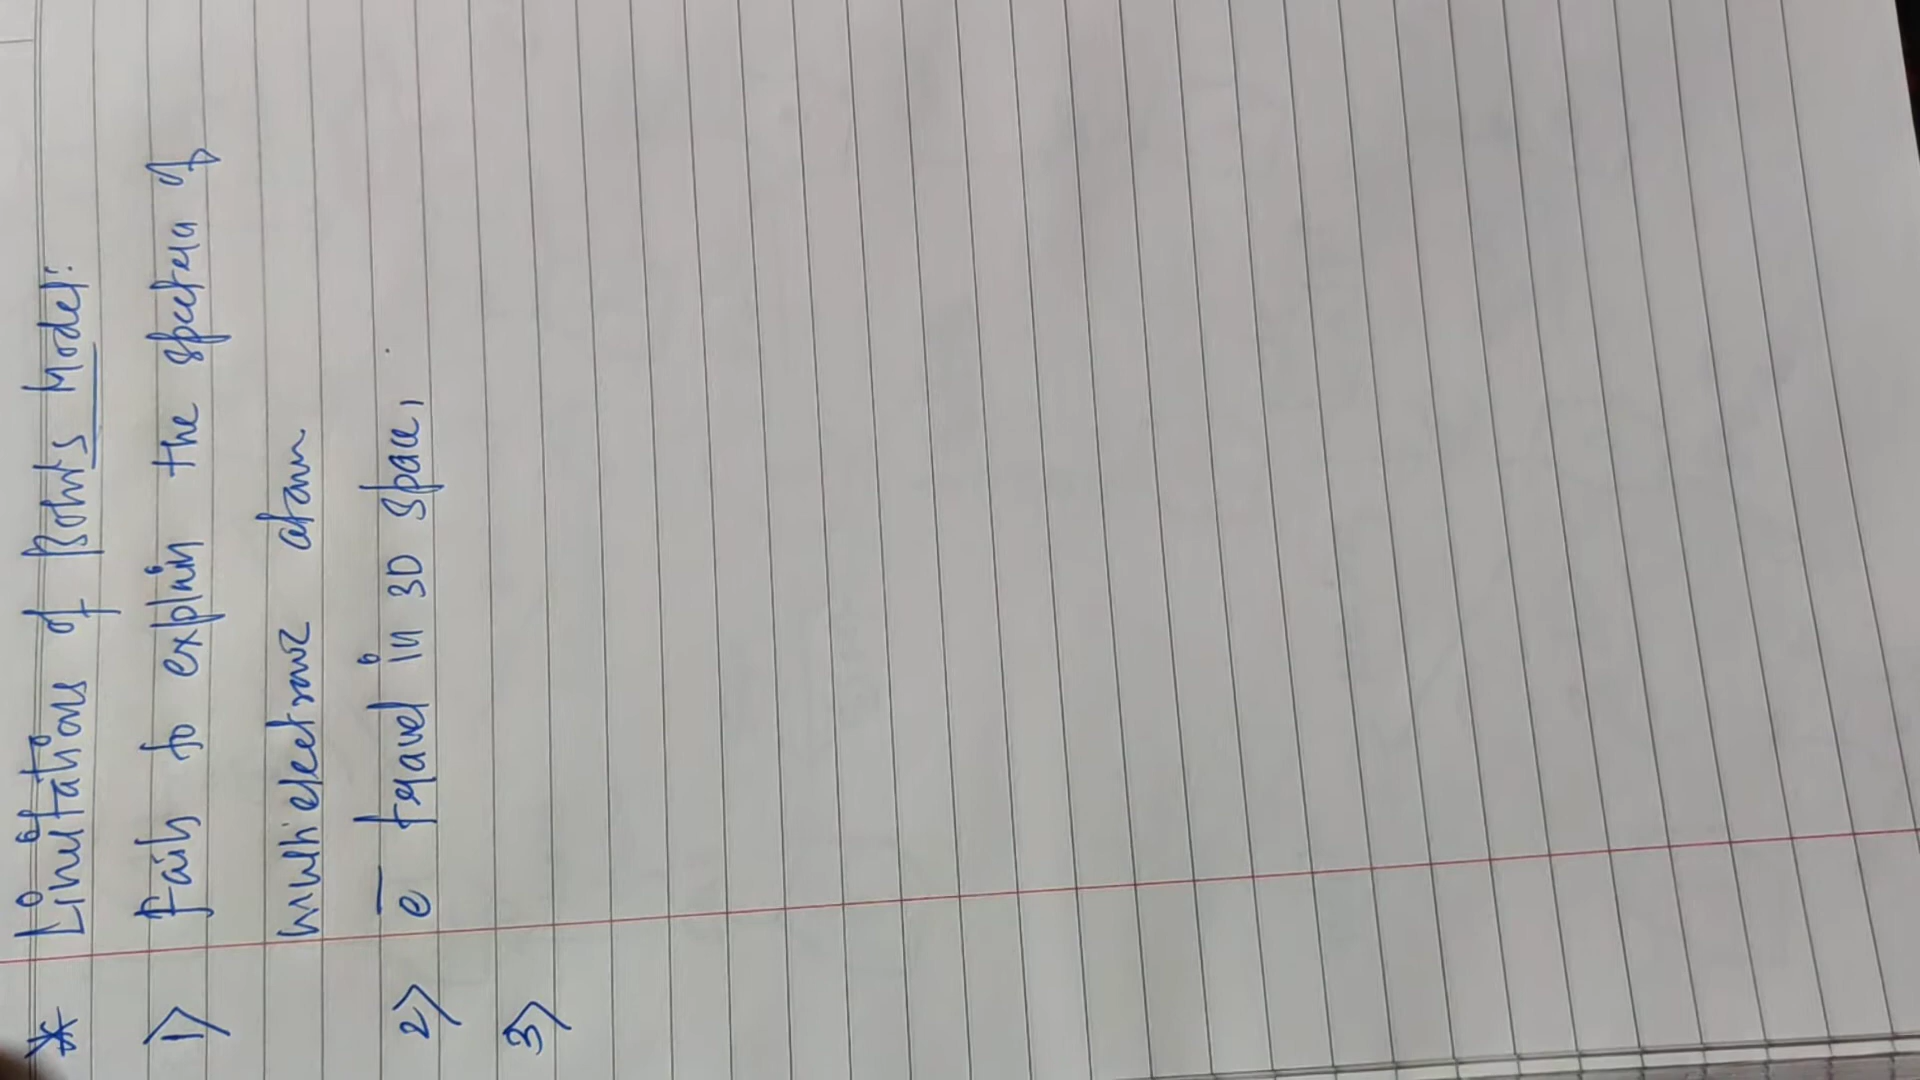 * Limitations of Bohr's Model:
1) Fails to explain the spectra of
multielectronic atom
2) e⁻ travel in 3D space,
3)